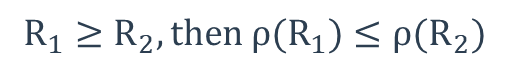 R₁ ≥ R₂, then ρ(R₁) ≤ ρ(R₂)